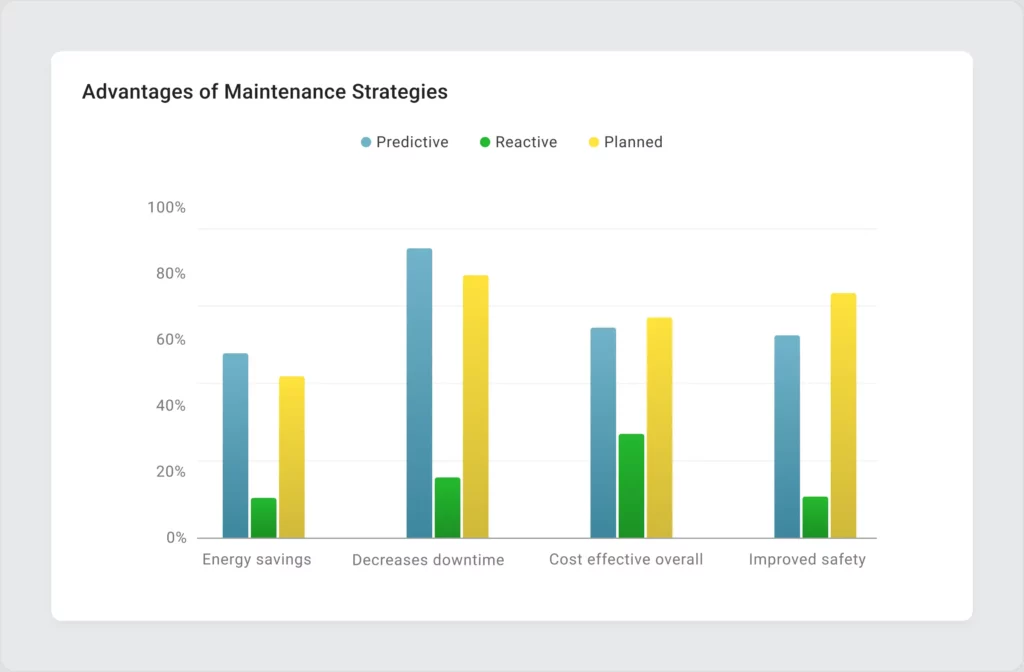 Advantages of Maintenance Strategies
Predictive Reactive Planned
100%
80%
60%
40%
20%
0%
Energy savings Decreases downtime Cost effective overall Improved safety